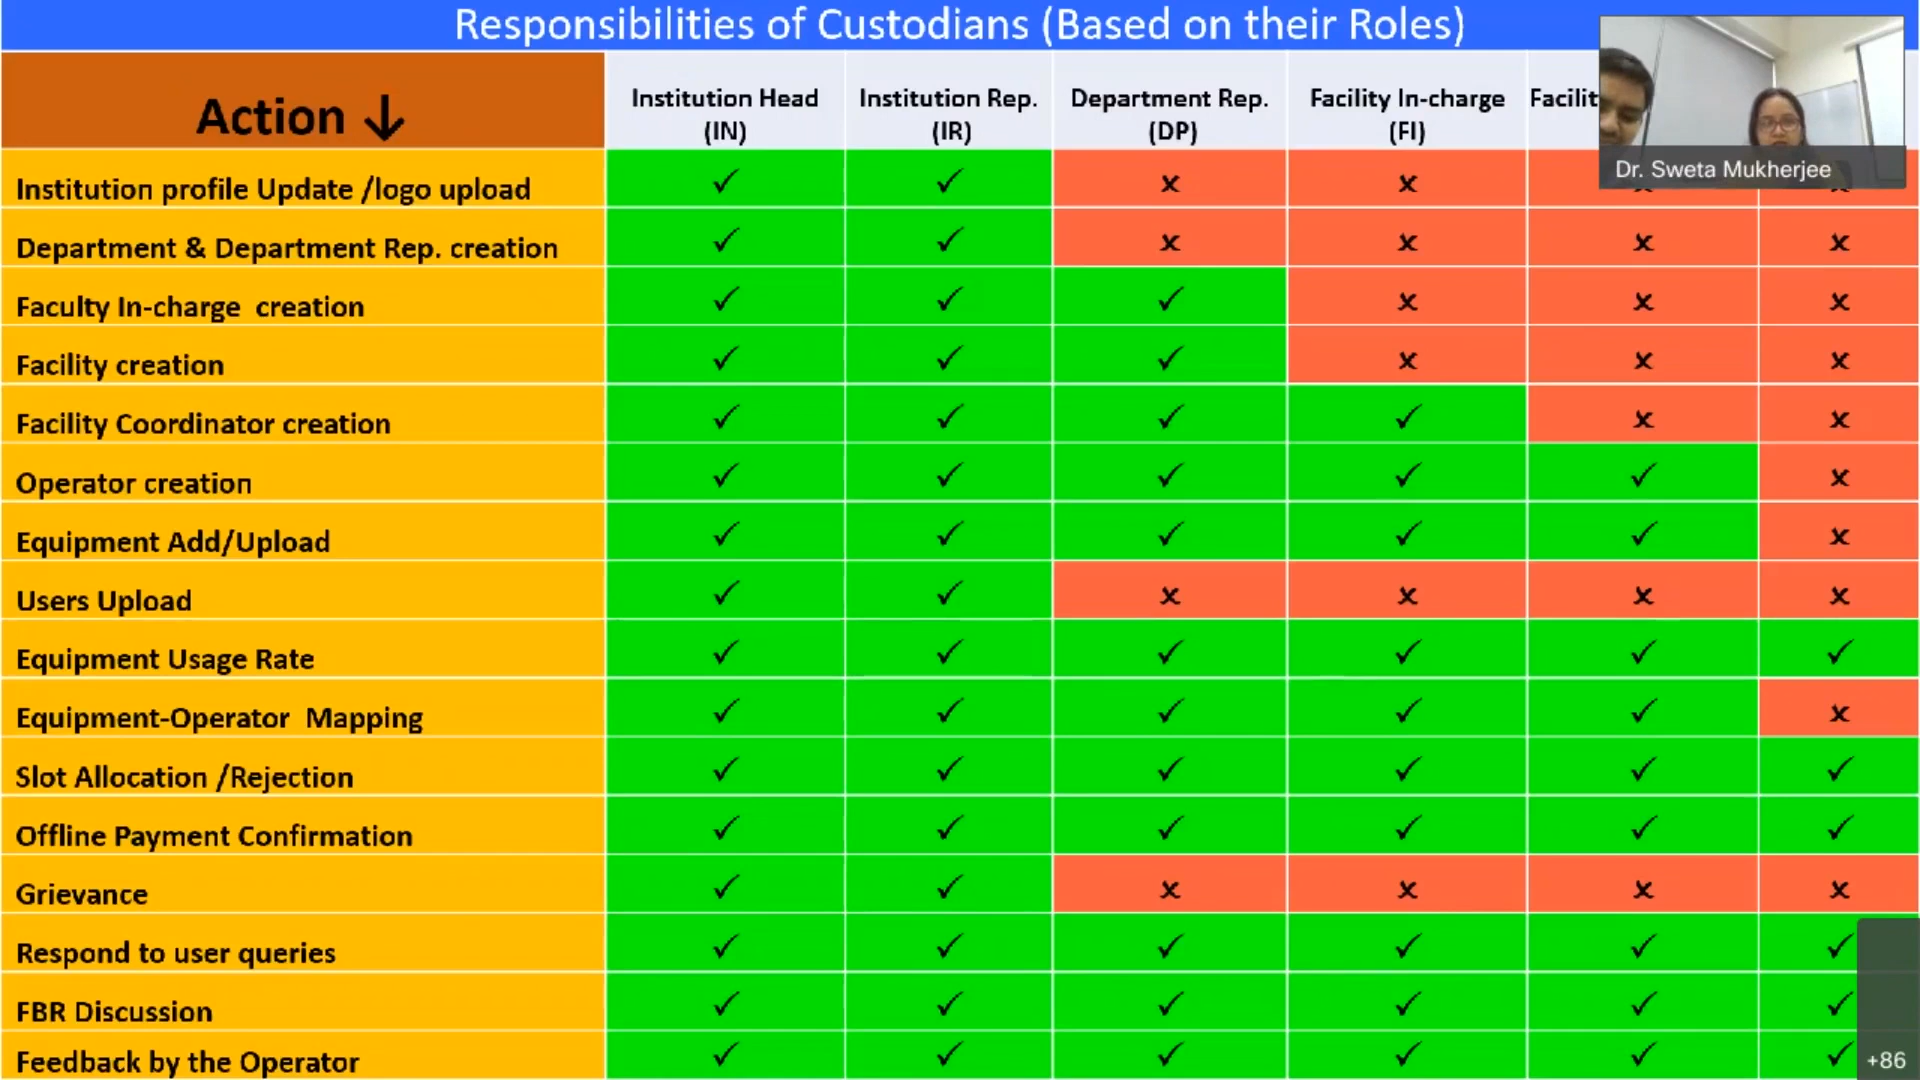 Responsibilities of Custodians (Based on their Roles)
Action ↓
Institution Head
(IN)
Institution Rep.
(IR)
Department Rep.
(DP)
Facility In-charge
(FI)
Dr. Sweta Mukherjee
Institution profile Update /logo upload ✓ ✓ x x x x
Department & Department Rep. creation ✓ ✓ x x x x
Faculty In-charge creation ✓ ✓ ✓ x x x
Facility creation ✓ ✓ ✓ x x x
Facility Coordinator creation ✓ ✓ ✓ ✓ x x
Operator creation ✓ ✓ ✓ ✓ ✓ x
Equipment Add/Upload ✓ ✓ ✓ ✓ ✓ x
Users Upload ✓ ✓ x x x x
Equipment Usage Rate ✓ ✓ ✓ ✓ ✓ ✓
Equipment-Operator Mapping ✓ ✓ ✓ ✓ ✓ x
Slot Allocation /Rejection ✓ ✓ ✓ ✓ ✓ ✓
Offline Payment Confirmation ✓ ✓ ✓ ✓ ✓ ✓
Grievance ✓ ✓ x x x x
Respond to user queries ✓ ✓ ✓ ✓ ✓ ✓
FBR Discussion ✓ ✓ ✓ ✓ ✓ ✓
Feedback by the Operator ✓ ✓ ✓ ✓ ✓ ✓
+86